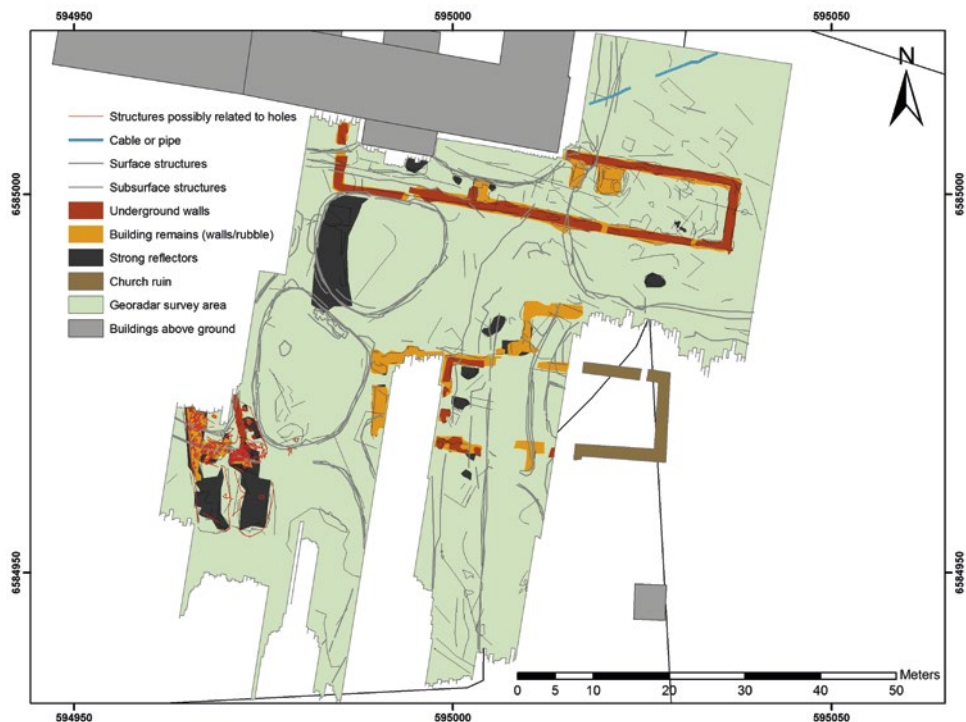 594950
595000
595050
N
Structures possibly related to holes
Cable or pipe
Surface structures
Subsurface structures
Underground walls
Building remains (walls/rubble)
Strong reflectors
Church ruin
Georadar survey area
Buildings above ground
6585000
6585000
6584950
6584950
Meters
0 5 10 20 30 40 50
594950
595000
595050